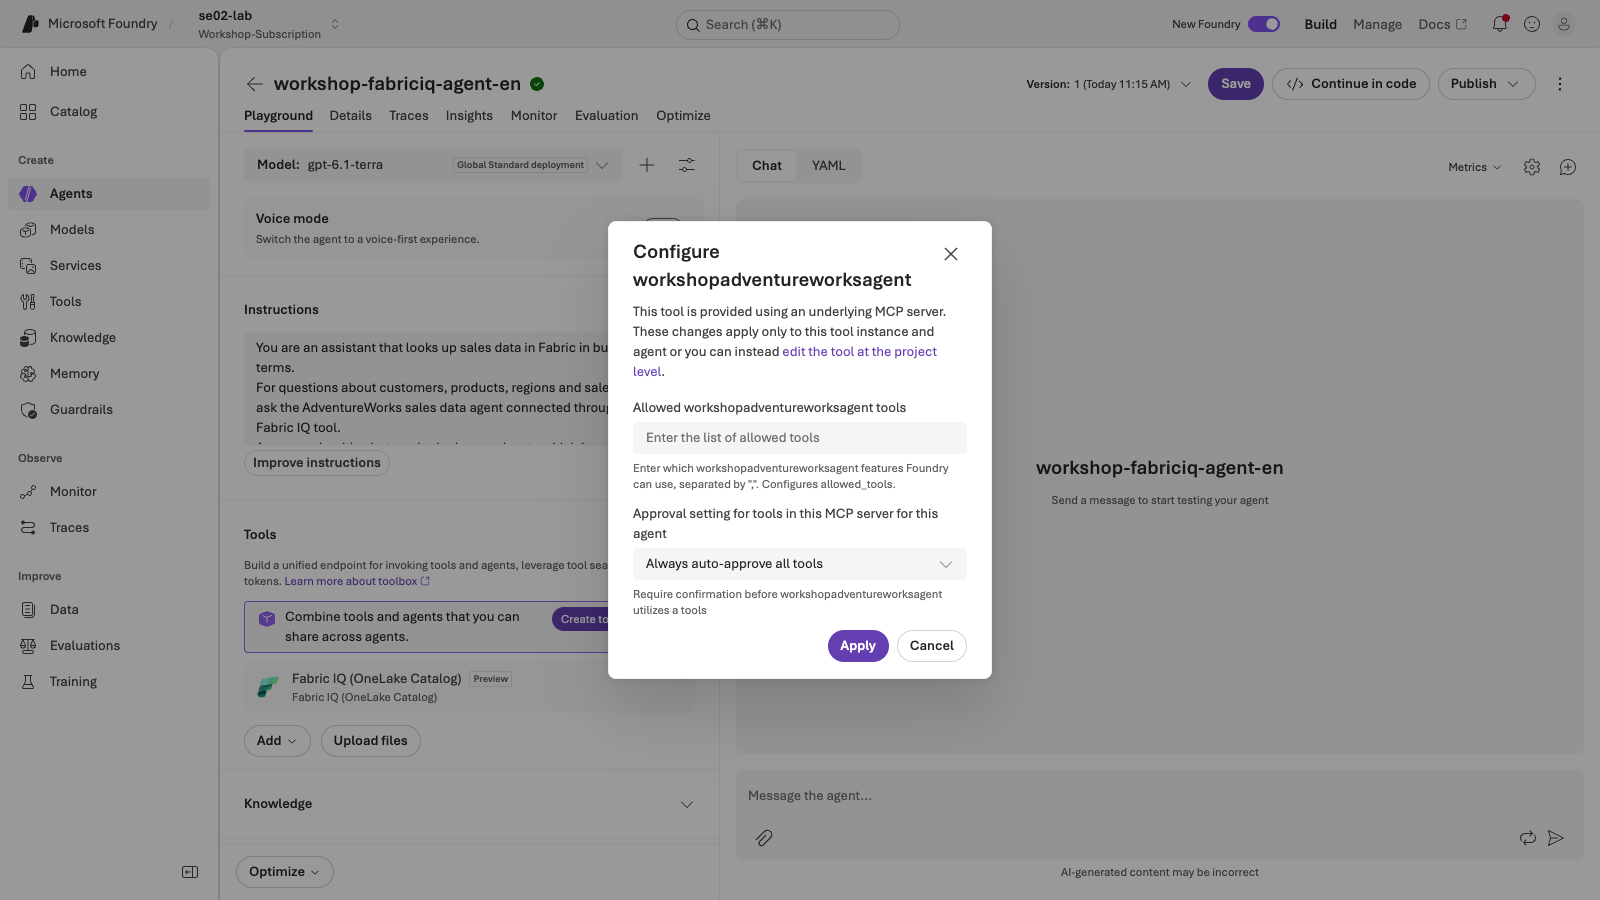 Microsoft Foundry
/
se02-lab
Workshop-Subscription
Search (⌘K)
New Foundry
Build
Manage
Docs
Home
Catalog
Create
Agents
Models
Services
Tools
Knowledge
Memory
Guardrails
Observe
Monitor
Traces
Improve
Data
Evaluations
Training
workshop-fabriciq-agent-en
Version: 1 (Today 11:15 AM)
Save
Continue in code
Publish
Playground
Details
Traces
Insights
Monitor
Evaluation
Optimize
Model: gpt-6.1-terra
Global Standard deployment
Voice mode
Switch the agent to a voice-first experience.
Instructions
You are an assistant that looks up sales data in Fabric in bu
terms.
For questions about customers, products, regions and sale
ask the AdventureWorks sales data agent connected throu
Fabric IQ tool.
Improve instructions
Tools
Build a unified endpoint for invoking tools and agents, leverage tool sea
tokens. Learn more about toolbox
Combine tools and agents that you can
share across agents.
Create to
Fabric IQ (OneLake Catalog)
Preview
Fabric IQ (OneLake Catalog)
Add
Upload files
Knowledge
Optimize
Chat
YAML
Metrics
workshop-fabriciq-agent-en
Send a message to start testing your agent
Message the agent...
AI-generated content may be incorrect
Configure
workshopadventureworksagent
This tool is provided using an underlying MCP server.
These changes apply only to this tool instance and
agent or you can instead edit the tool at the project
level.
Allowed workshopadventureworksagent tools
Enter the list of allowed tools
Enter which workshopadventureworksagent features Foundry
can use, separated by ",". Configures allowed_tools.
Approval setting for tools in this MCP server for this
agent
Always auto-approve all tools
Require confirmation before workshopadventureworksagent
utilizes a tools
Apply
Cancel